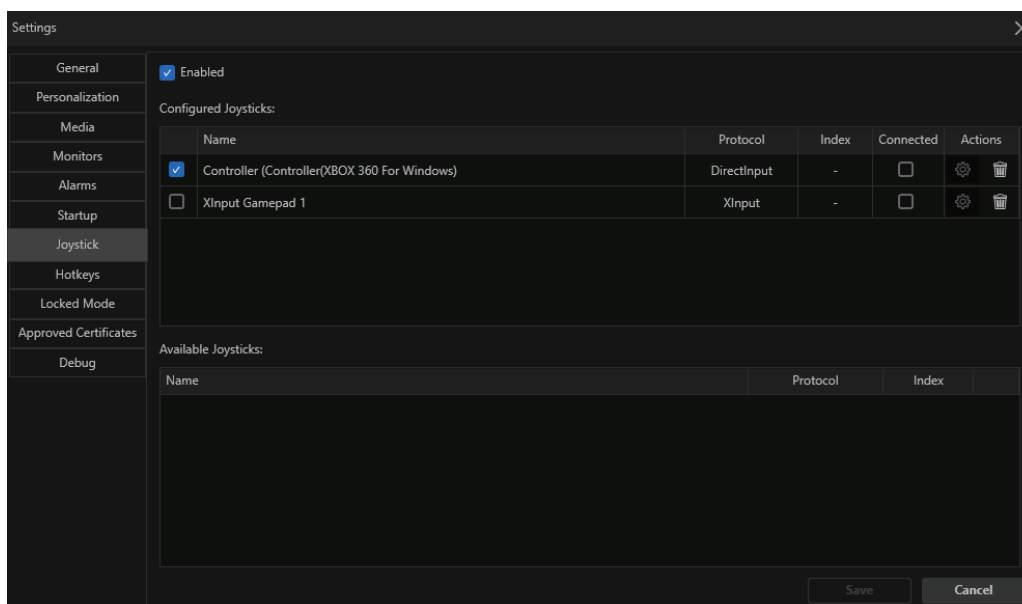 Settings
General
Personalization
Media
Monitors
Alarms
Startup
Joystick
Hotkeys
Locked Mode
Approved Certificates
Debug
Enabled
Configured Joysticks:
Name Protocol Index Connected Actions
Controller (Controller(XBOX 360 For Windows) DirectInput -
XInput Gamepad 1 XInput -
Available Joysticks:
Name Protocol Index
Save Cancel